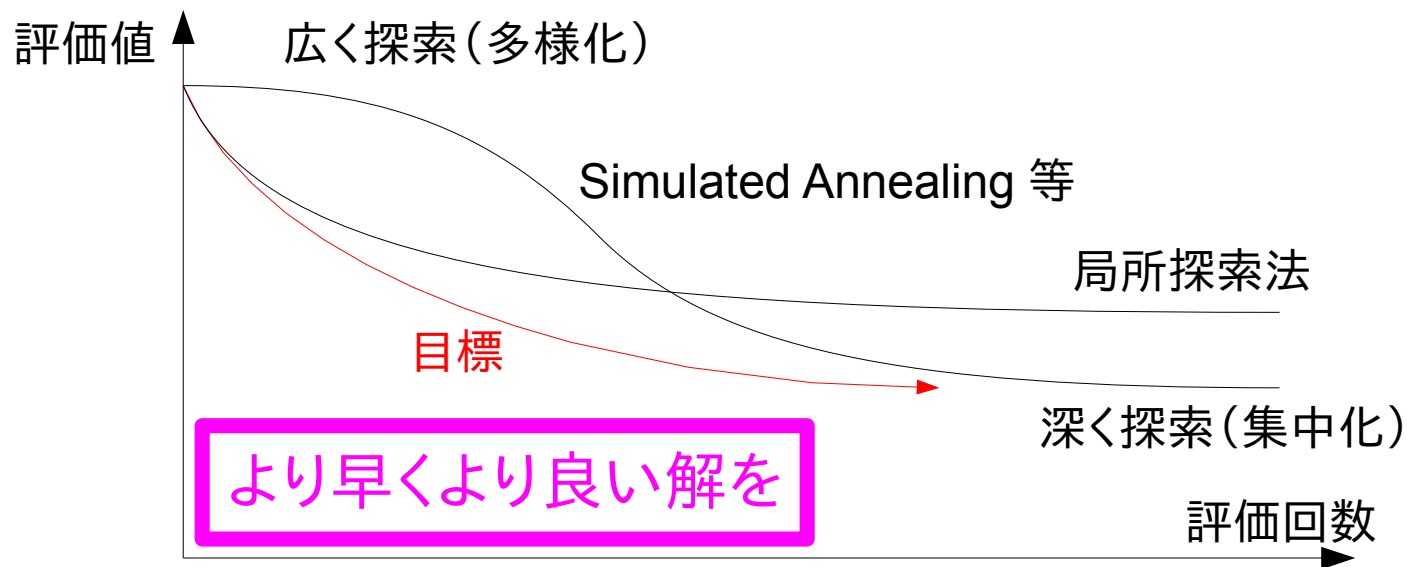 評価値
広く探索(多様化)
Simulated Annealing 等
局所探索法
目標
深く探索(集中化)
より早くより良い解を
評価回数